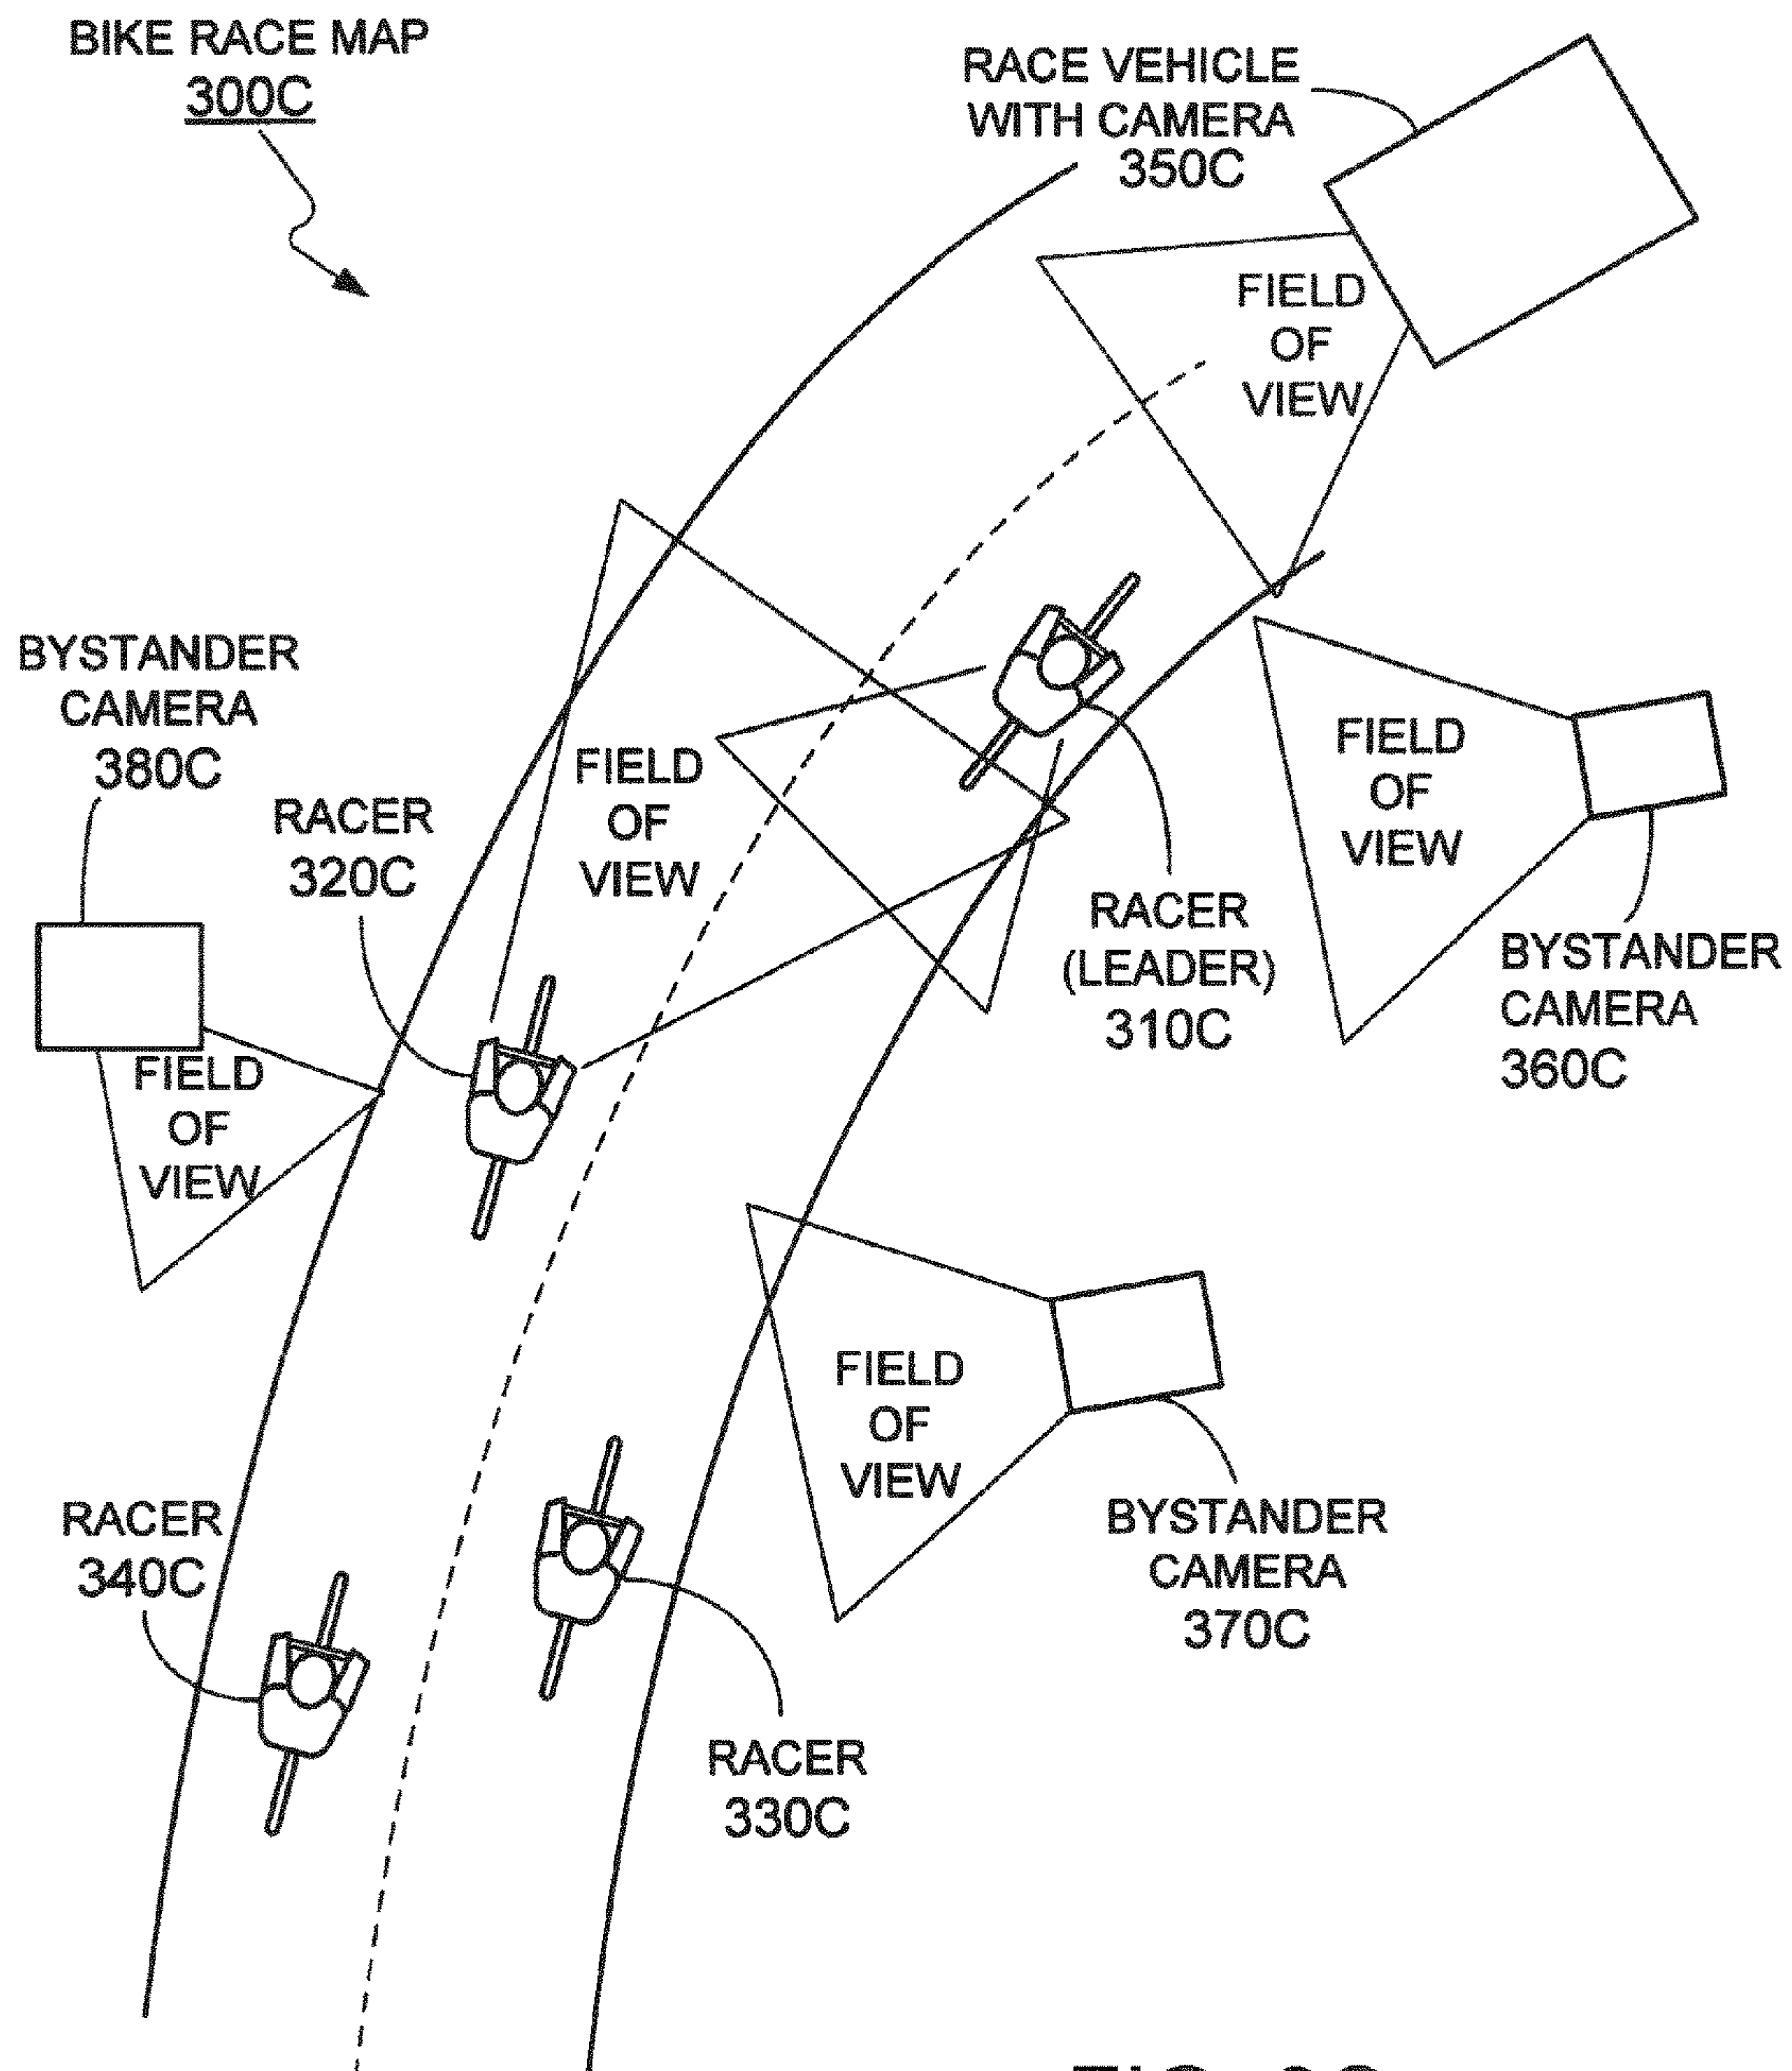 BIKE RACE MAP
300C
RACE VEHICLE
WITH CAMERA
350C
FIELD
OF
VIEW
BYSTANDER
CAMERA
380C
RACER
320C
FIELD
OF
VIEW
FIELD
OF
VIEW
RACER
(LEADER)
310C
BYSTANDER
CAMERA
360C
FIELD
OF
VIEW
FIELD
OF
VIEW
BYSTANDER
CAMERA
370C
RACER
340C
RACER
330C